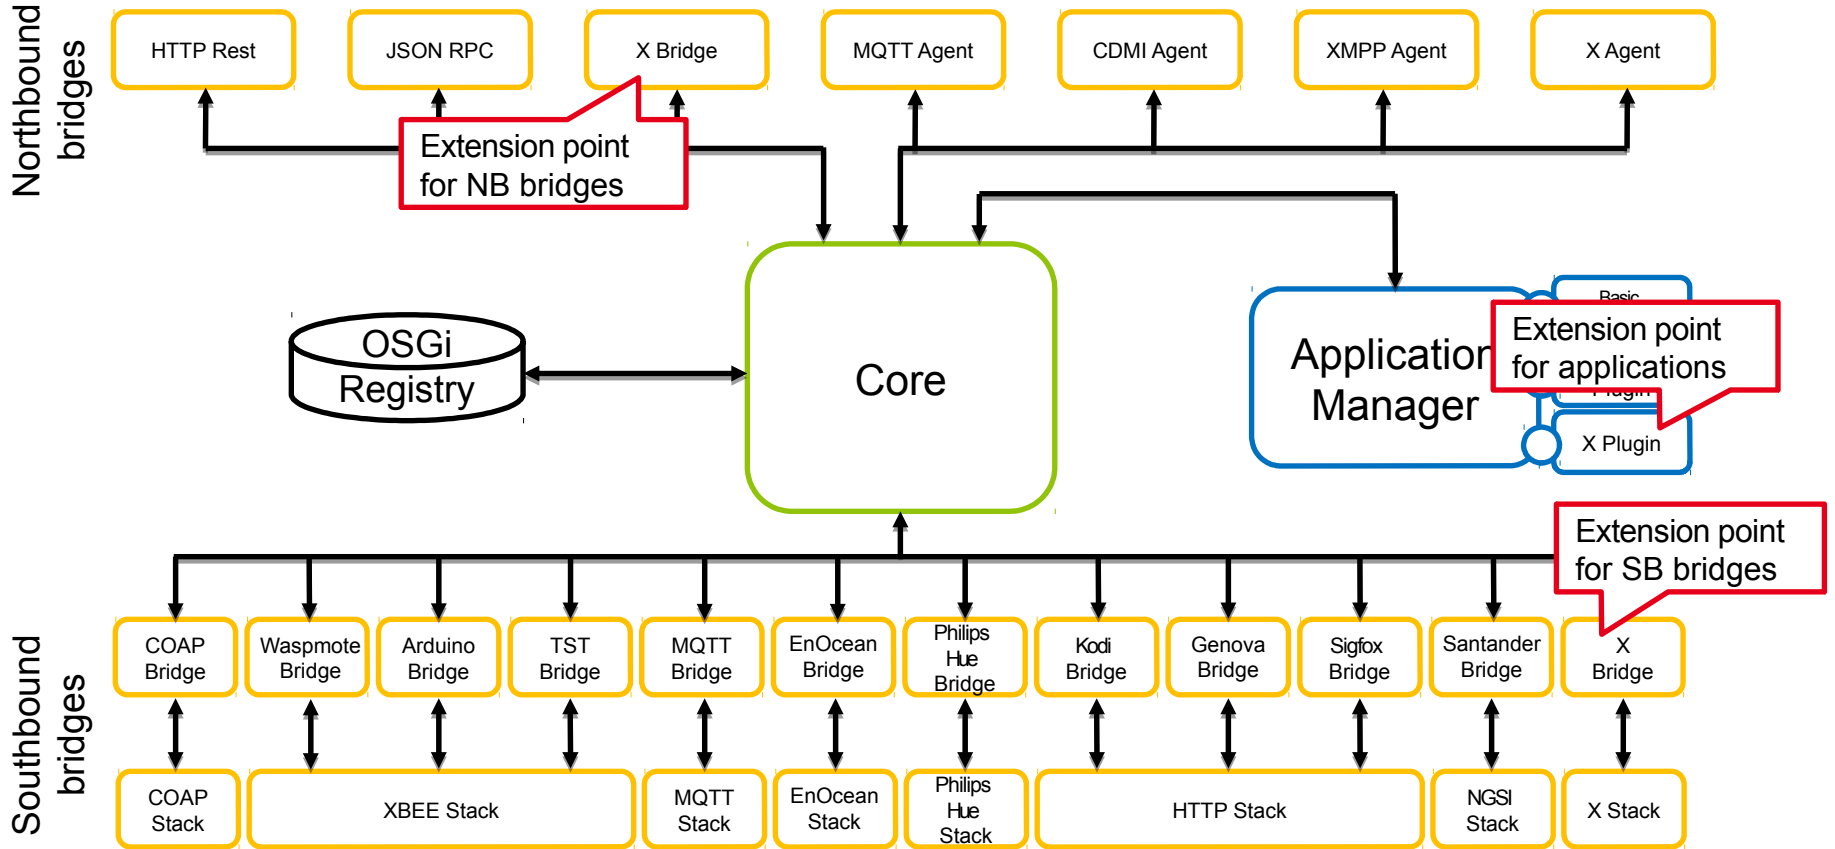 Northbound
bridges
HTTP Rest
JSON RPC
X Bridge
MQTT Agent
CDMI Agent
XMPP Agent
X Agent
Extension point
for NB bridges
OSGi
Registry
Core
Application
Manager
Basic
Extension point
for applications
Plugin
X Plugin
Extension point
for SB bridges
Southbound
bridges
COAP
Bridge
Waspmote
Bridge
Arduino
Bridge
TST
Bridge
MQTT
Bridge
EnOcean
Bridge
Philips
Hue
Bridge
Kodi
Bridge
Genova
Bridge
Sigfox
Bridge
Santander
Bridge
X
Bridge
COAP
Stack
XBEE Stack
MQTT
Stack
EnOcean
Stack
Philips
Hue
Stack
HTTP Stack
NGSI
Stack
X Stack